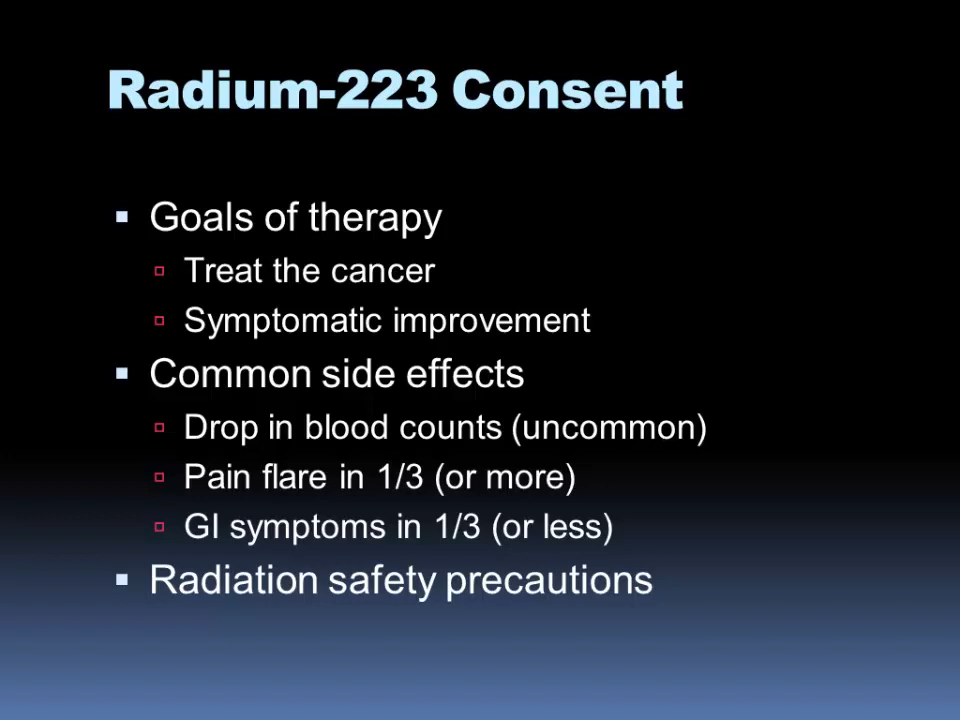 Radium-223 Consent
Goals of therapy
Treat the cancer
Symptomatic improvement
Common side effects
Drop in blood counts (uncommon)
Pain flare in 1/3 (or more)
GI symptoms in 1/3 (or less)
Radiation safety precautions